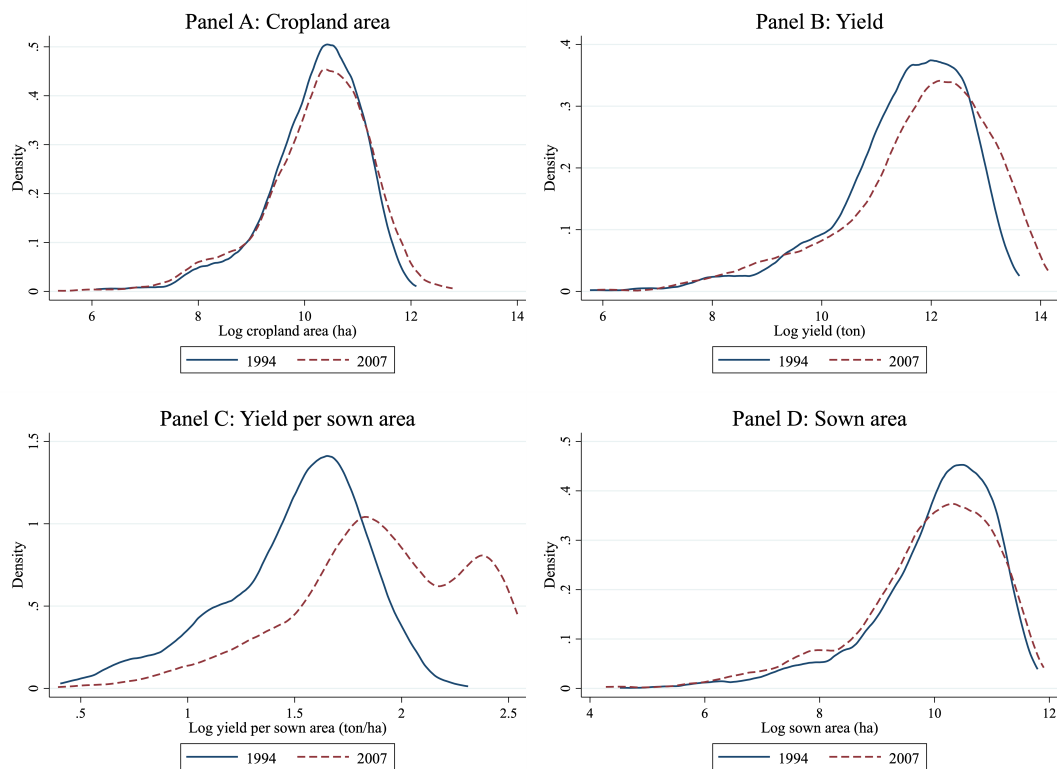 Panel A: Cropland area
Density
0 .1 .2 .3 .4 .5
6 8 10 12 14
Log cropland area (ha)
1994 2007
Panel B: Yield
Density
0 .1 .2 .3 .4
6 8 10 12 14
Log yield (ton)
1994 2007
Panel C: Yield per sown area
Density
0 .5 1 1.5
.5 1 1.5 2 2.5
Log yield per sown area (ton/ha)
1994 2007
Panel D: Sown area
Density
0 .1 .2 .3 .4 .5
4 6 8 10 12
Log sown area (ha)
1994 2007